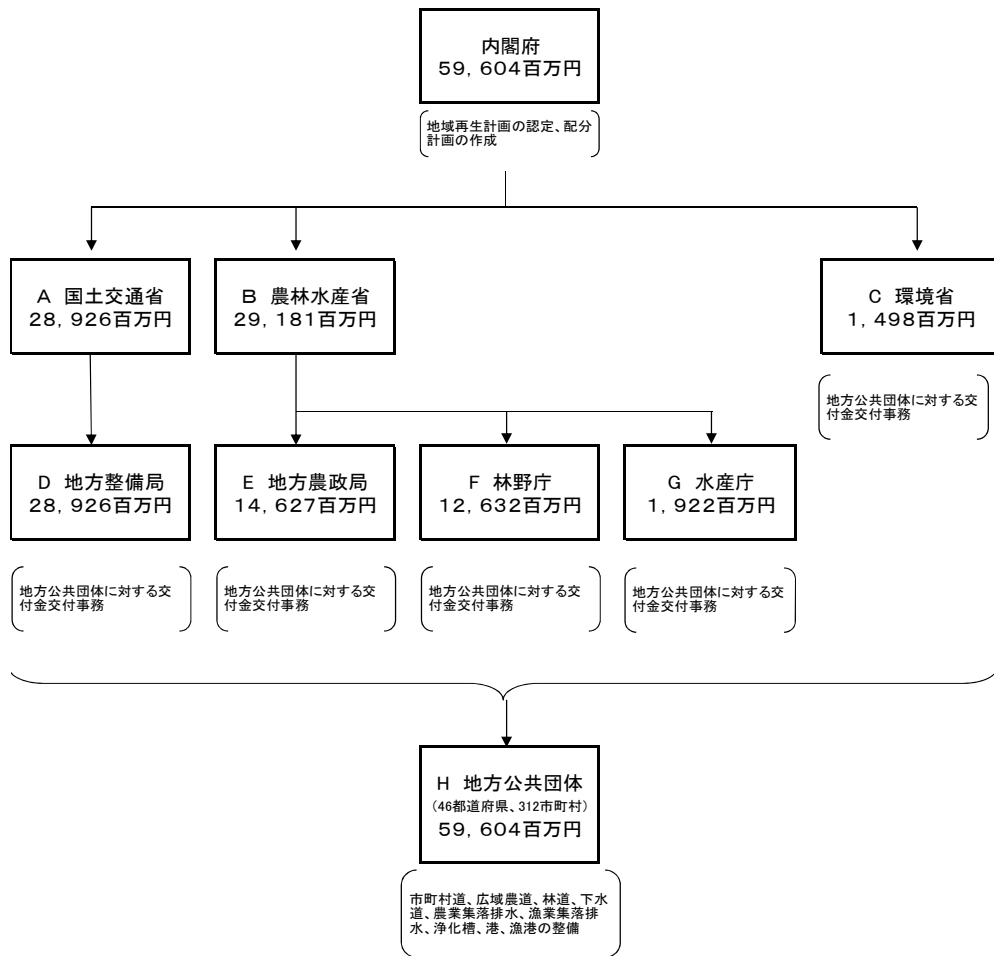 内閣府
59,604百万円
地域再生計画の認定、配分
計画の作成
A 国土交通省
28,926百万円
B 農林水産省
29,181百万円
C 環境省
1,498百万円
地方公共団体に対する交
付金交付事務
D 地方整備局
28,926百万円
E 地方農政局
14,627百万円
F 林野庁
12,632百万円
G 水産庁
1,922百万円
地方公共団体に対する交
付金交付事務
地方公共団体に対する交
付金交付事務
地方公共団体に対する交
付金交付事務
地方公共団体に対する交
付金交付事務
H 地方公共団体
(46都道府県、312市町村)
59,604百万円
市町村道、広域農道、林道、下水
道、農業集落排水、漁業集落排
水、浄化槽、港、漁港の整備